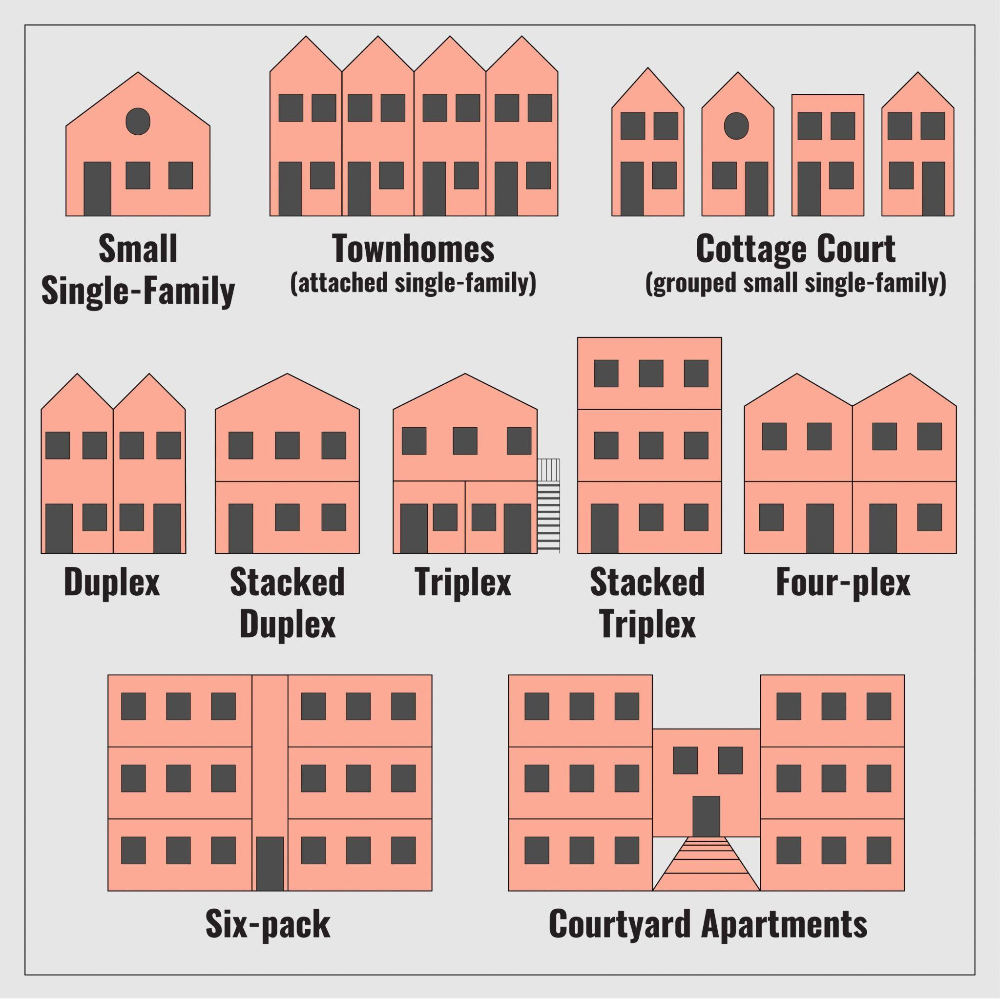 Small
Single-Family
Townhomes
(attached single-family)
Cottage Court
(grouped small single-family)
Duplex
Stacked
Duplex
Triplex
Stacked
Triplex
Four-plex
Six-pack
Courtyard Apartments